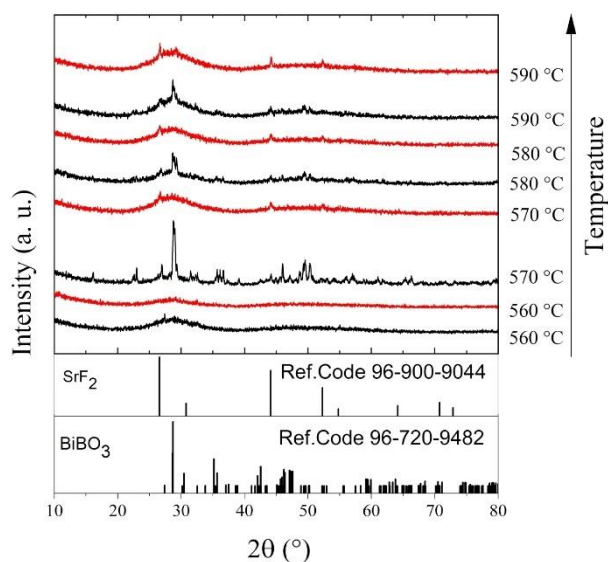 590 °C
590 °C
580 °C
580 °C
570 °C
570 °C
560 °C
560 °C
Temperature
Intensity (a. u.)
SrF2 Ref.Code 96-900-9044
BiBO3 Ref.Code 96-720-9482
10 20 30 40 50 60 70 80
2θ (°)